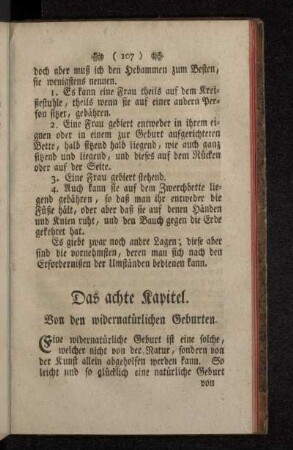 ( 107 )
doch aber muß ich den Hebammen zum Besten,
sie wenigstens nennen.
1. Es kann eine Frau theils auf dem Krei-
ßestuhle, theils wenn sie auf einer andern Per-
son sitzet, gebähren.
2. Eine Frau gebiert entweder in ihrem ei-
gnen oder in einem zur Geburt aufgerichteten
Bette, halb sitzend halb liegend, wie auch ganz
sitzend und liegend, und dieses auf dem Rücken
oder auf der Seite.
3. Eine Frau gebiert stehend.
4. Auch kann sie auf dem Zwerchbette lie-
gend gebähren, so daß man ihr entweder die
Füße hält, oder aber daß sie auf denen Händen
und Knien ruht, und den Bauch gegen die Erde
gekehret hat.
Es giebt zwar noch andre Lagen; diese aber
sind die vornehmsten, deren man sich nach den
Erfordernißen der Umständen bedienen kann.
Das achte Kapitel.
Von den widernatürlichen Geburten.
Eine widernatürliche Geburt ist eine solche,
welcher nicht von der Natur, sondern von
der Kunst allein abgeholfen werden kann. So
leicht und so glücklich eine natürliche Geburt
von